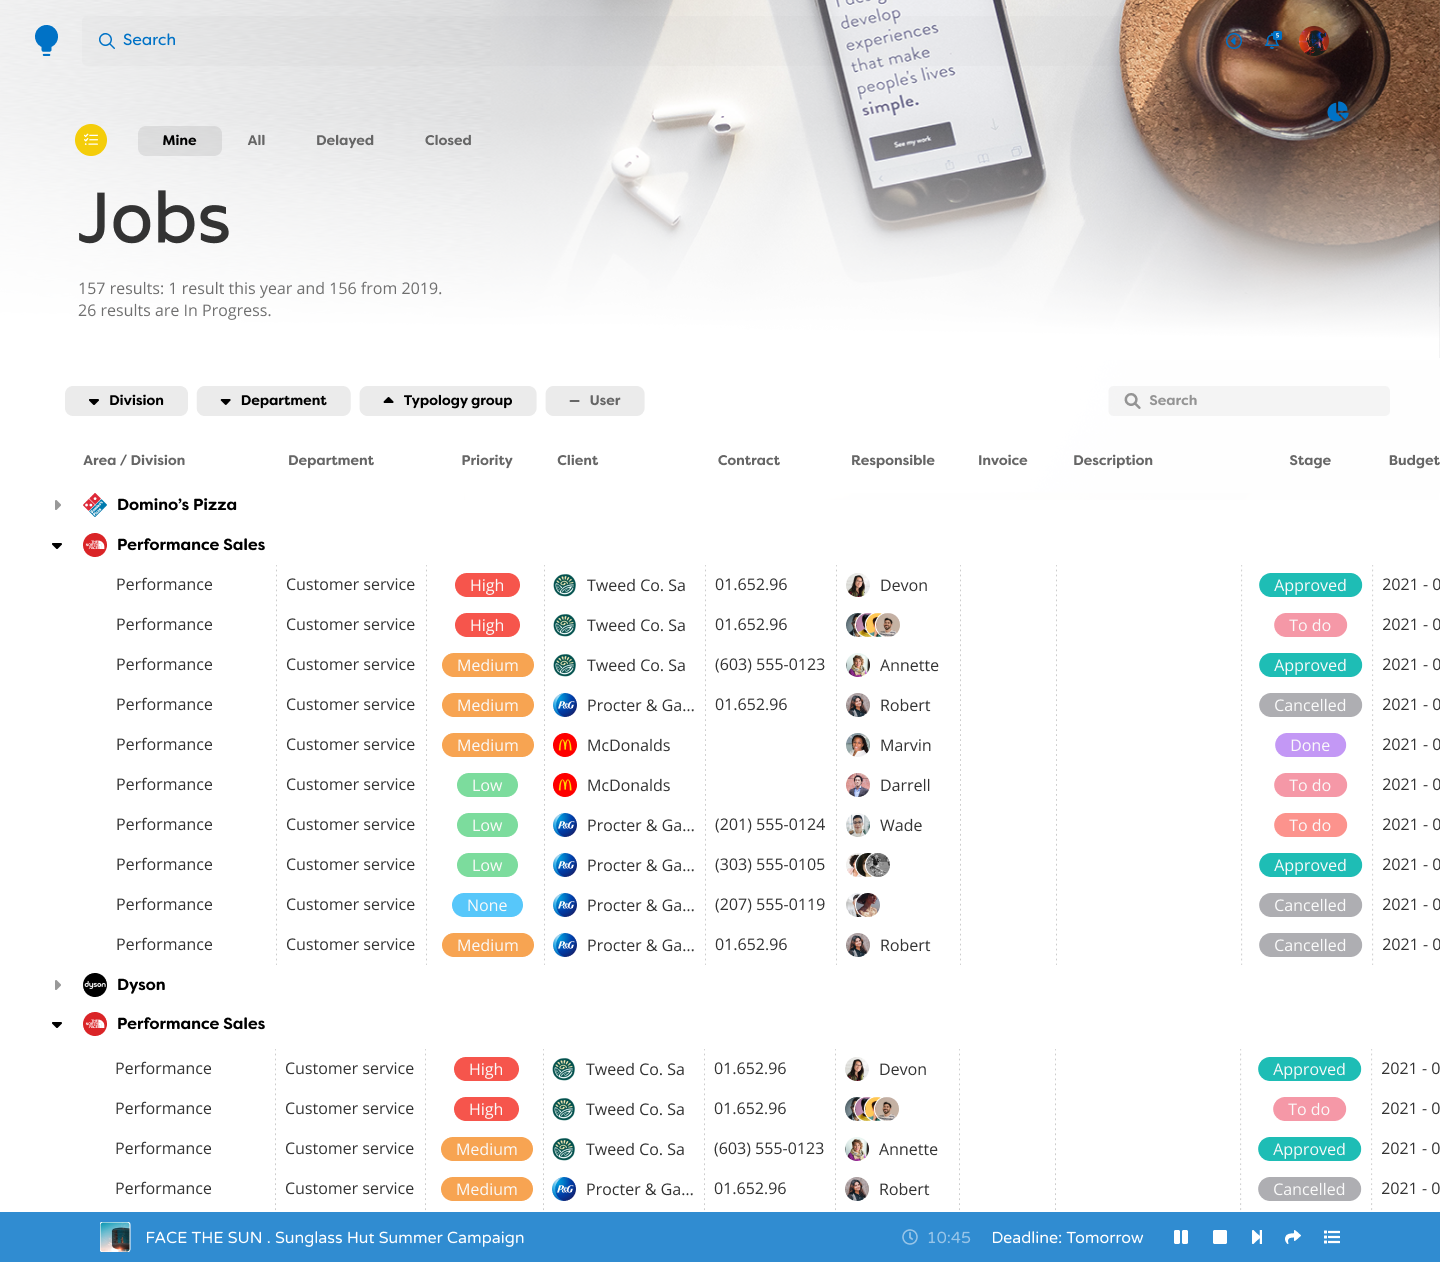 Search
I design
develop
experiences
that make
people's lives
simple.
See my work
5
Mine All Delayed Closed
Jobs
157 results: 1 result this year and 156 from 2019.
26 results are In Progress.
Division Department Typology group User Search
Area / Division Department Priority Client Contract Responsible Invoice Description Stage Budget
Domino’s Pizza
Performance Sales
Performance Customer service High Tweed Co. Sa 01.652.96 Devon Approved 2021 - 0
Performance Customer service High Tweed Co. Sa 01.652.96 To do 2021 - 0
Performance Customer service Medium Tweed Co. Sa (603) 555-0123 Annette Approved 2021 - 0
Performance Customer service Medium P&G Procter & Ga... 01.652.96 Robert Cancelled 2021 - 0
Performance Customer service Medium McDonalds Marvin Done 2021 - 0
Performance Customer service Low McDonalds Darrell To do 2021 - 0
Performance Customer service Low P&G Procter & Ga... (201) 555-0124 Wade To do 2021 - 0
Performance Customer service Low P&G Procter & Ga... (303) 555-0105 Approved 2021 - 0
Performance Customer service None P&G Procter & Ga... (207) 555-0119 Cancelled 2021 - 0
Performance Customer service Medium P&G Procter & Ga... 01.652.96 Robert Cancelled 2021 - 0
dyson Dyson
Performance Sales
Performance Customer service High Tweed Co. Sa 01.652.96 Devon Approved 2021 - 0
Performance Customer service High Tweed Co. Sa 01.652.96 To do 2021 - 0
Performance Customer service Medium Tweed Co. Sa (603) 555-0123 Annette Approved 2021 - 0
Performance Customer service Medium P&G Procter & Ga... 01.652.96 Robert Cancelled 2021 - 0
FACE THE SUN . Sunglass Hut Summer Campaign 10:45 Deadline: Tomorrow